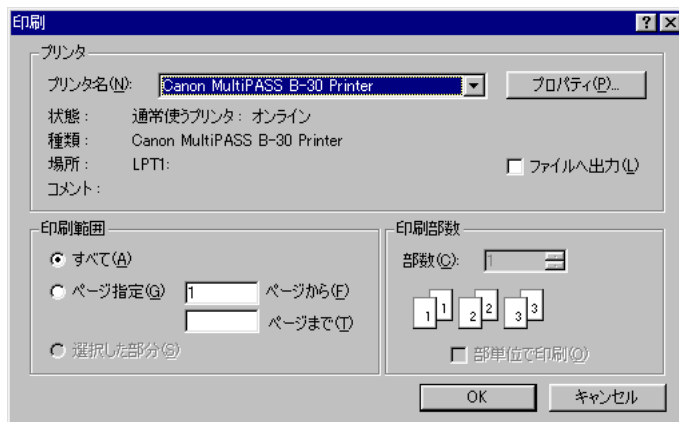 印刷
プリンタ
プリンタ名(N): Canon MultiPASS B-30 Printer プロパティ(P)...
状態： 通常使うプリンタ： オンライン
種類： Canon MultiPASS B-30 Printer
場所： LPT1: ファイルへ出力(L)
コメント：
印刷範囲
すべて(A)
ページ指定(G) 1 ページから(F)
ページまで(T)
選択した部分(S)
印刷部数
部数(C): 1
1 1 2 2 3 3
部単位で印刷(O)
OK キャンセル